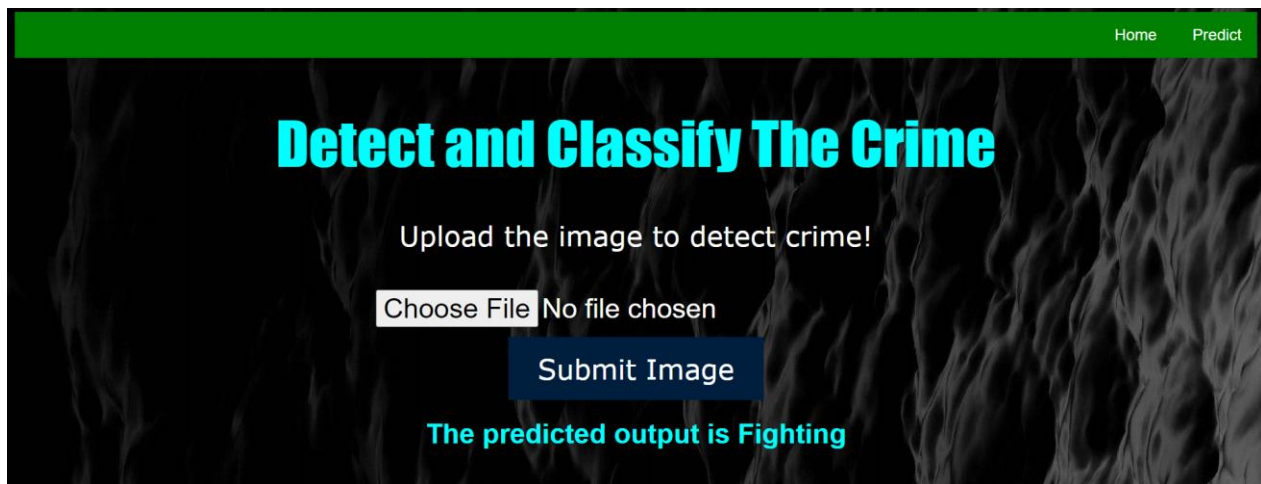 Home Predict
Detect and Classify The Crime
Upload the image to detect crime!
Choose File No file chosen
Submit Image
The predicted output is Fighting